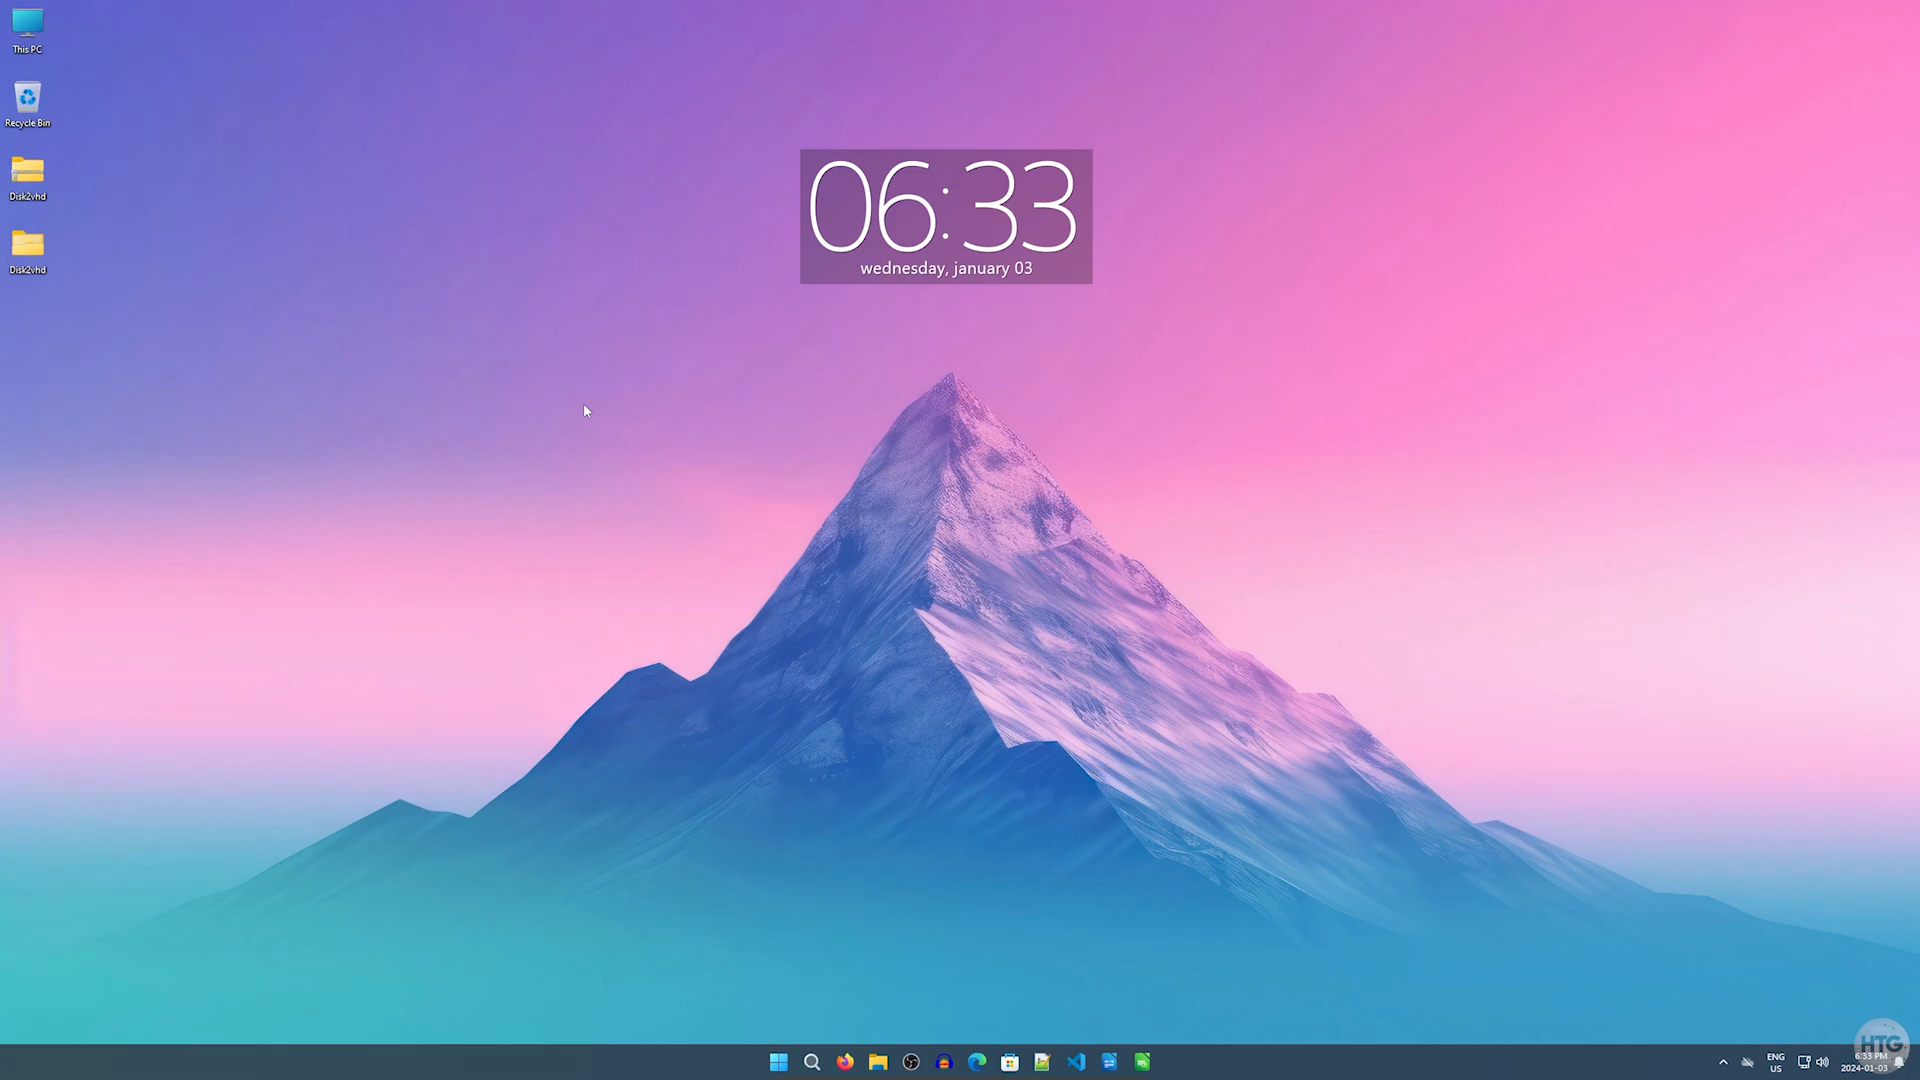 This PC
Recycle Bin
Disk2vhd
Disk2vhd
06:33
wednesday, january 03
ENG
US
HTG
6:33 PM
2024-01-03